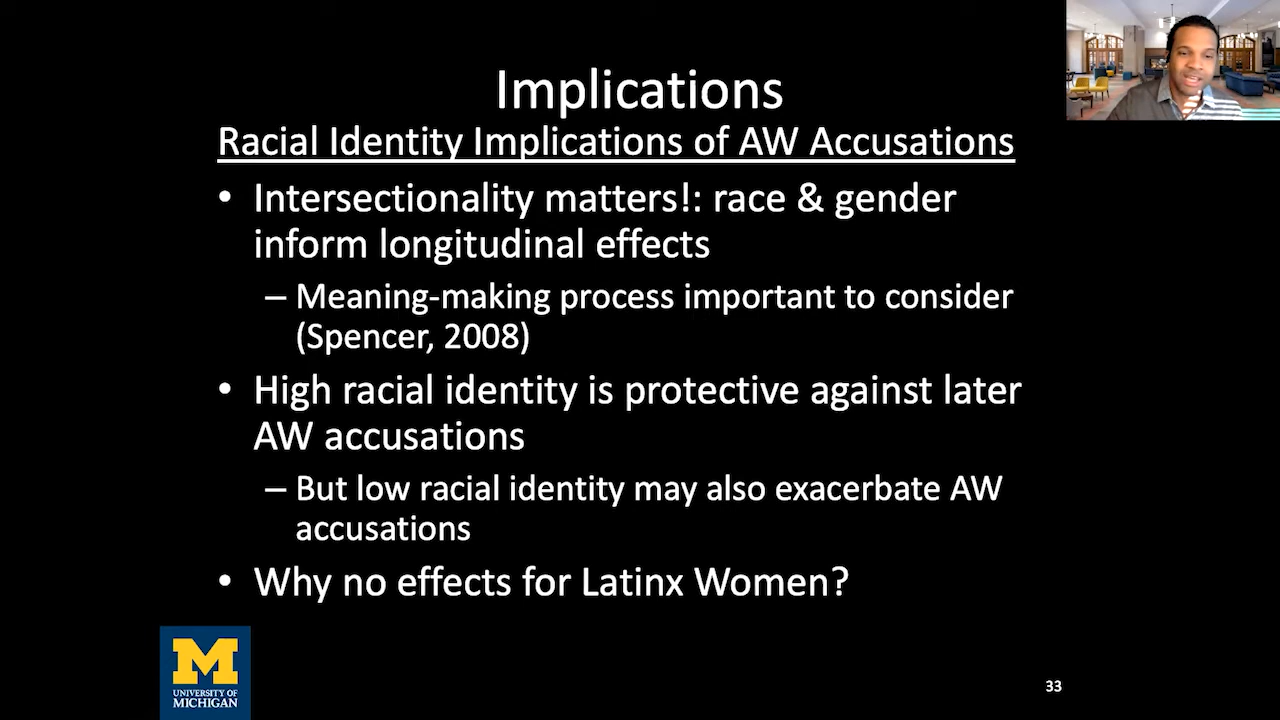 Implications
Racial Identity Implications of AW Accusations
• Intersectionality matters!: race & gender
inform longitudinal effects
– Meaning-making process important to consider
(Spencer, 2008)
• High racial identity is protective against later
AW accusations
– But low racial identity may also exacerbate AW
accusations
• Why no effects for Latinx Women?
M
UNIVERSITY OF
MICHIGAN
33